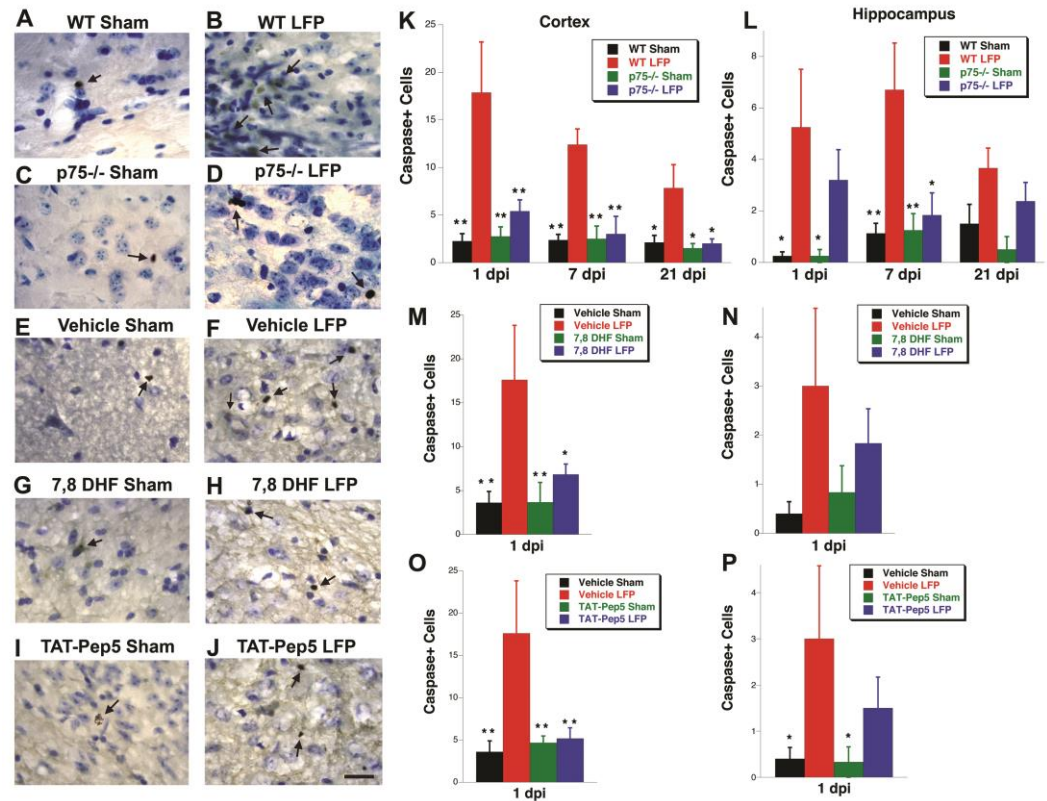 A WT Sham
B WT LFP
C p75-/- Sham
D p75-/- LFP
E Vehicle Sham
F Vehicle LFP
G 7,8 DHF Sham
H 7,8 DHF LFP
I TAT-Pep5 Sham
J TAT-Pep5 LFP
K Cortex
WT Sham
WT LFP
p75-/- Sham
p75-/- LFP
Caspase+ Cells
25
20
15
10
5
0
* *
* *
* *
* *
* *
* *
*
*
*
1 dpi 7 dpi 21 dpi
L Hippocampus
WT Sham
WT LFP
p75-/- Sham
p75-/- LFP
Caspase+ Cells
8
6
4
2
0
*
*
* *
* *
*
1 dpi 7 dpi 21 dpi
M
Vehicle Sham
Vehicle LFP
7,8 DHF Sham
7,8 DHF LFP
Caspase+ Cells
25
20
15
10
5
0
* *
* *
*
1 dpi
N
Vehicle Sham
Vehicle LFP
7,8 DHF Sham
7,8 DHF LFP
Caspase+ Cells
4
3
2
1
0
1 dpi
O
Vehicle Sham
Vehicle LFP
TAT-Pep5 Sham
TAT-Pep5 LFP
Caspase+ Cells
25
20
15
10
5
0
* *
* *
* *
1 dpi
P
Vehicle Sham
Vehicle LFP
TAT-Pep5 Sham
TAT-Pep5 LFP
Caspase+ Cells
4
3
2
1
0
*
*
1 dpi